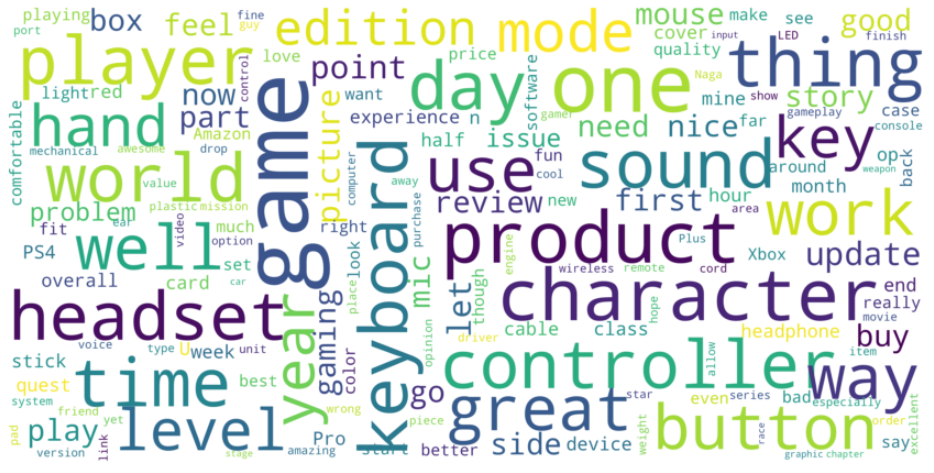 playing
box
feel
edition
mode
mouse
make
see
good
fine
guy
port
player
love
point
price
cover
quality
input
LED
finish
thing
control
day
one
Naga
show
light
red
now
part
Amazon
want
experience
n
software
mine
gamer
far
story
gameplay
console
case
comfortable
hand
picture
half
issue
need
nice
key
op
back
mechanical
awesome
drop
computer
fun
cool
around
weapon
world
game
keyboard
away
use
sound
month
value
plastic
mission
purchase
review
new
first
hour
area
work
problem
ear
option
video
fit
much
right
mic
product
Plus
Xbox
update
PS4
well
set
car
look
place
let
though
engine
wireless
remote
cord
end
overall
card
year
gaming
color
opinion
character
hope
movie
really
headset
cable
class
headphone
buy
voice
type
U
week
unit
driver
stick
controller
allow
item
way
quest
time
best
go
even
series
bad
especially
system
friend
yet
wrong
piece
great
star
weight
order
excellent
pad
play
level
Pro
button
version
link
amazing
start
better
side
device
race
say
stage
graphic
chapter